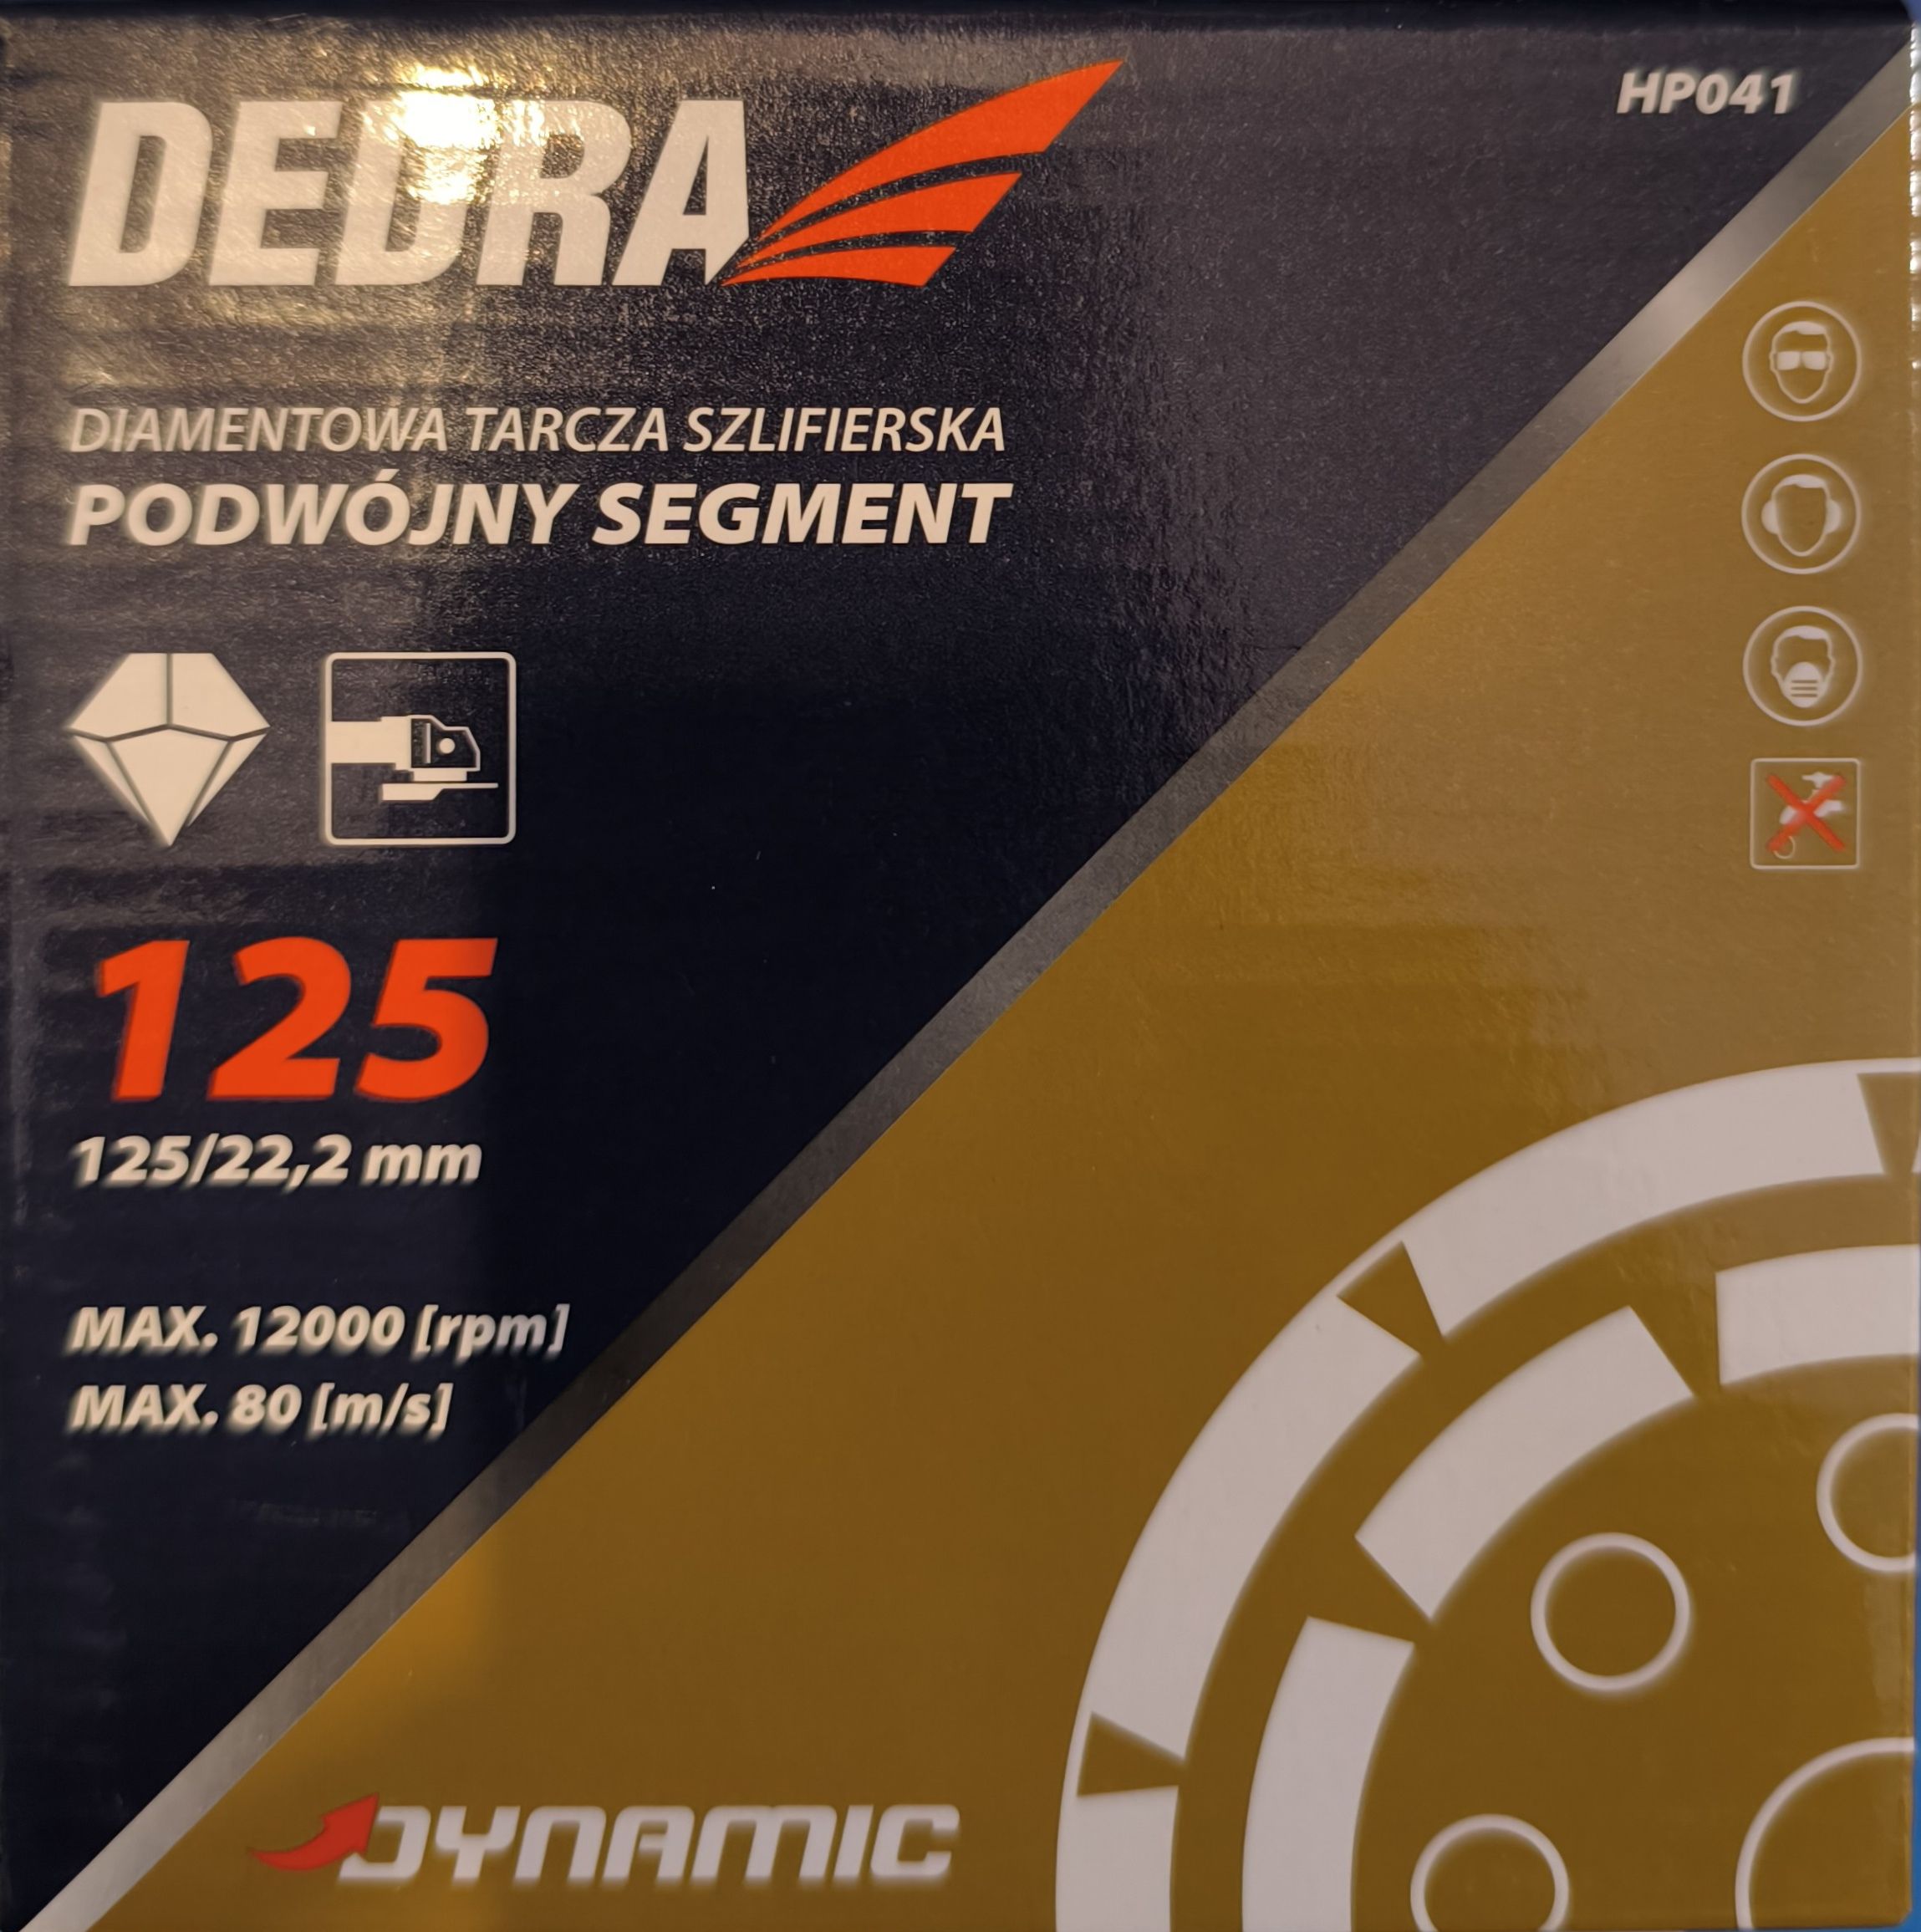 DEDRA
HP041
DIAMENTOWA TARCZA SZLIFIERSKA
PODWÓJNY SEGMENT
125
125/22,2 mm
MAX. 12000 [rpm]
MAX. 80 [m/s]
DYNAMIC